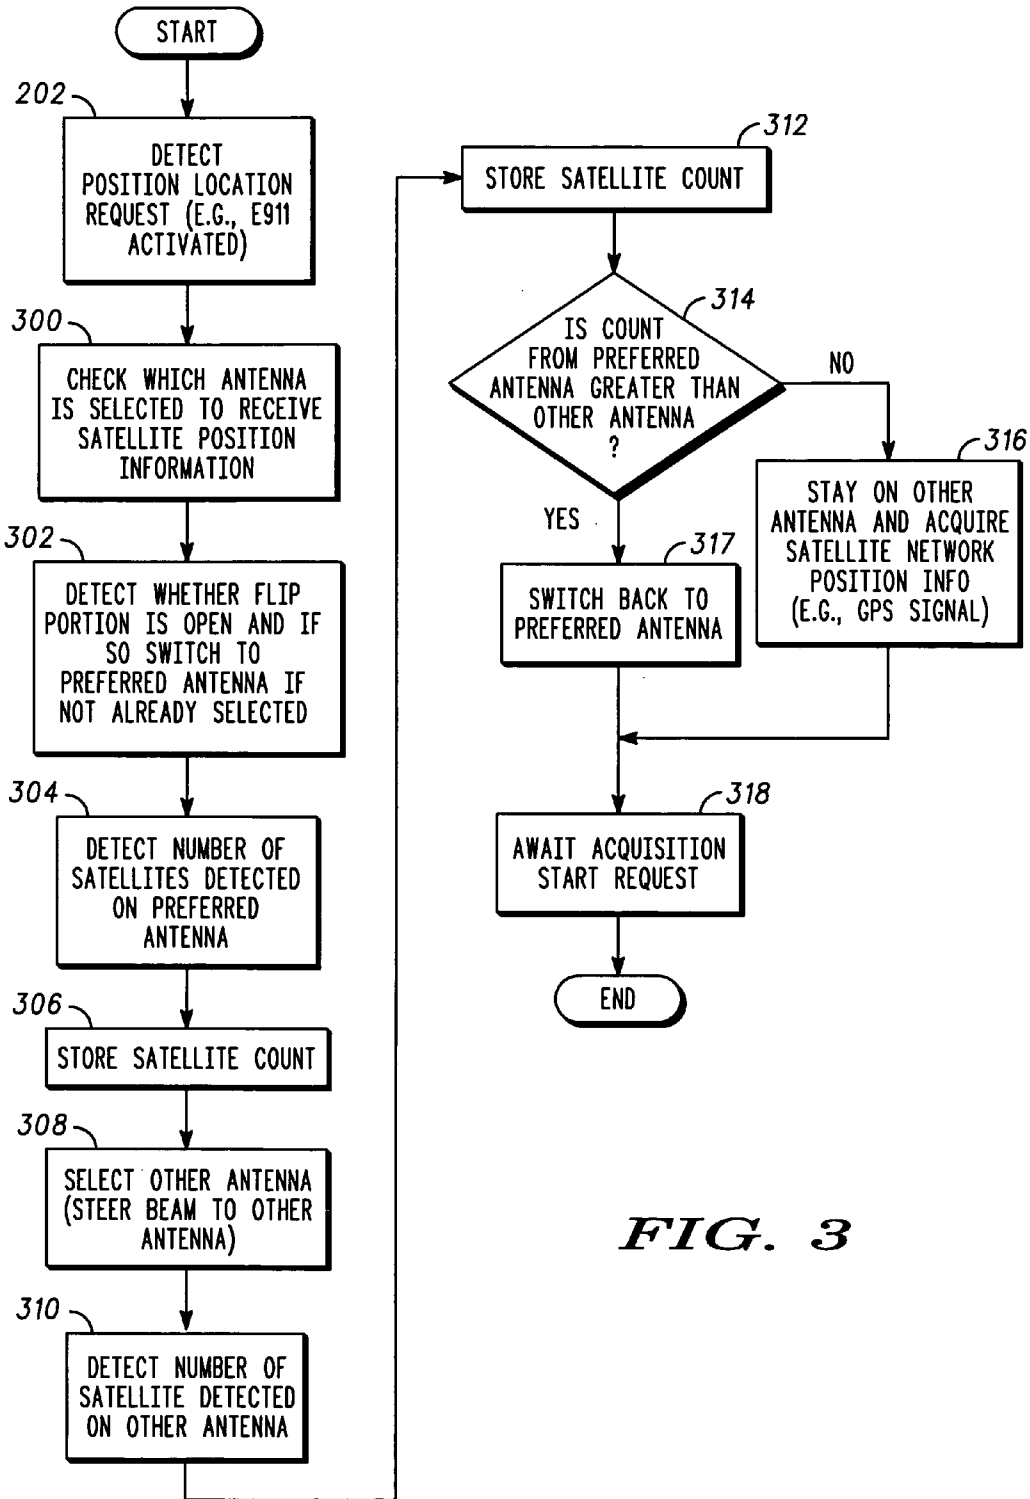 START
202
DETECT
POSITION LOCATION
REQUEST (E.G., E911
ACTIVATED)
300
CHECK WHICH ANTENNA
IS SELECTED TO RECEIVE
SATELLITE POSITION
INFORMATION
302
DETECT WHETHER FLIP
PORTION IS OPEN AND IF
SO SWITCH TO
PREFERRED ANTENNA IF
NOT ALREADY SELECTED
304
DETECT NUMBER OF
SATELLITES DETECTED
ON PREFERRED
ANTENNA
306
STORE SATELLITE COUNT
308
SELECT OTHER ANTENNA
(STEER BEAM TO OTHER
ANTENNA)
310
DETECT NUMBER OF
SATELLITE DETECTED
ON OTHER ANTENNA
312
STORE SATELLITE COUNT
314
IS COUNT
FROM PREFERRED
ANTENNA GREATER THAN
OTHER ANTENNA
?
NO
316
STAY ON OTHER
ANTENNA AND ACQUIRE
SATELLITE NETWORK
POSITION INFO
(E.G., GPS SIGNAL)
YES
317
SWITCH BACK TO
PREFERRED ANTENNA
318
AWAIT ACQUISITION
START REQUEST
END
FIG. 3